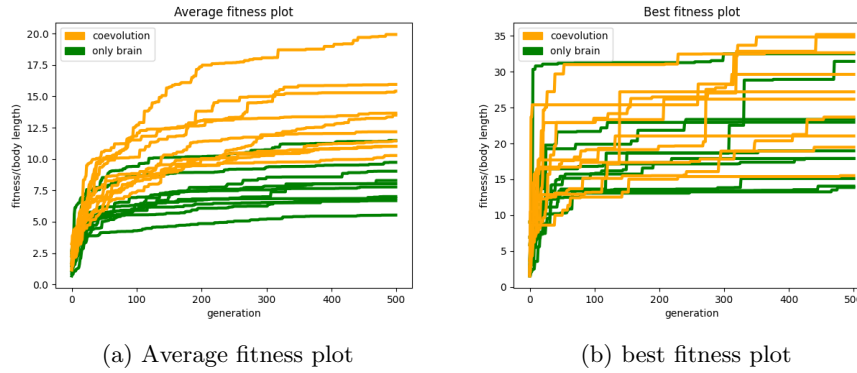 Average fitness plot
coevolution
only brain
fitness/(body length)
20.0
17.5
15.0
12.5
10.0
7.5
5.0
2.5
0.0
0 100 200 300 400 500
generation
(a) Average fitness plot
Best fitness plot
coevolution
only brain
fitness/(body length)
35
30
25
20
15
10
5
0
0 100 200 300 400 500
generation
(b) best fitness plot